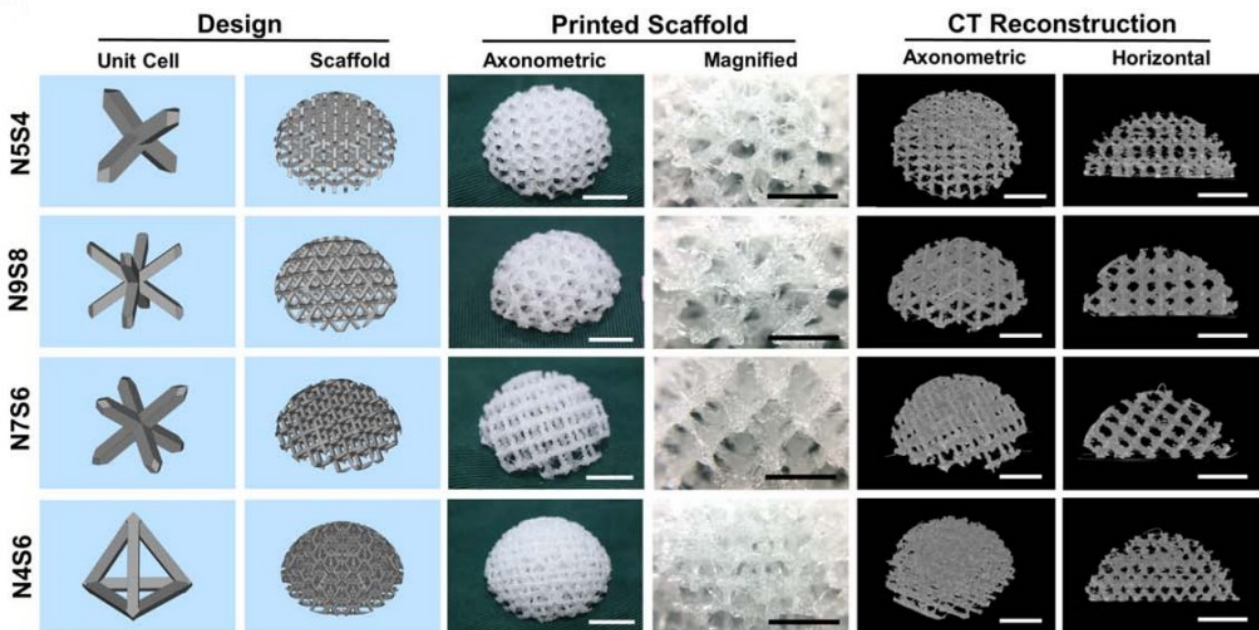 Design Printed Scaffold CT Reconstruction
Unit Cell Scaffold Axonometric Magnified Axonometric Horizontal
N5S4
N9S8
N7S6
N4S6